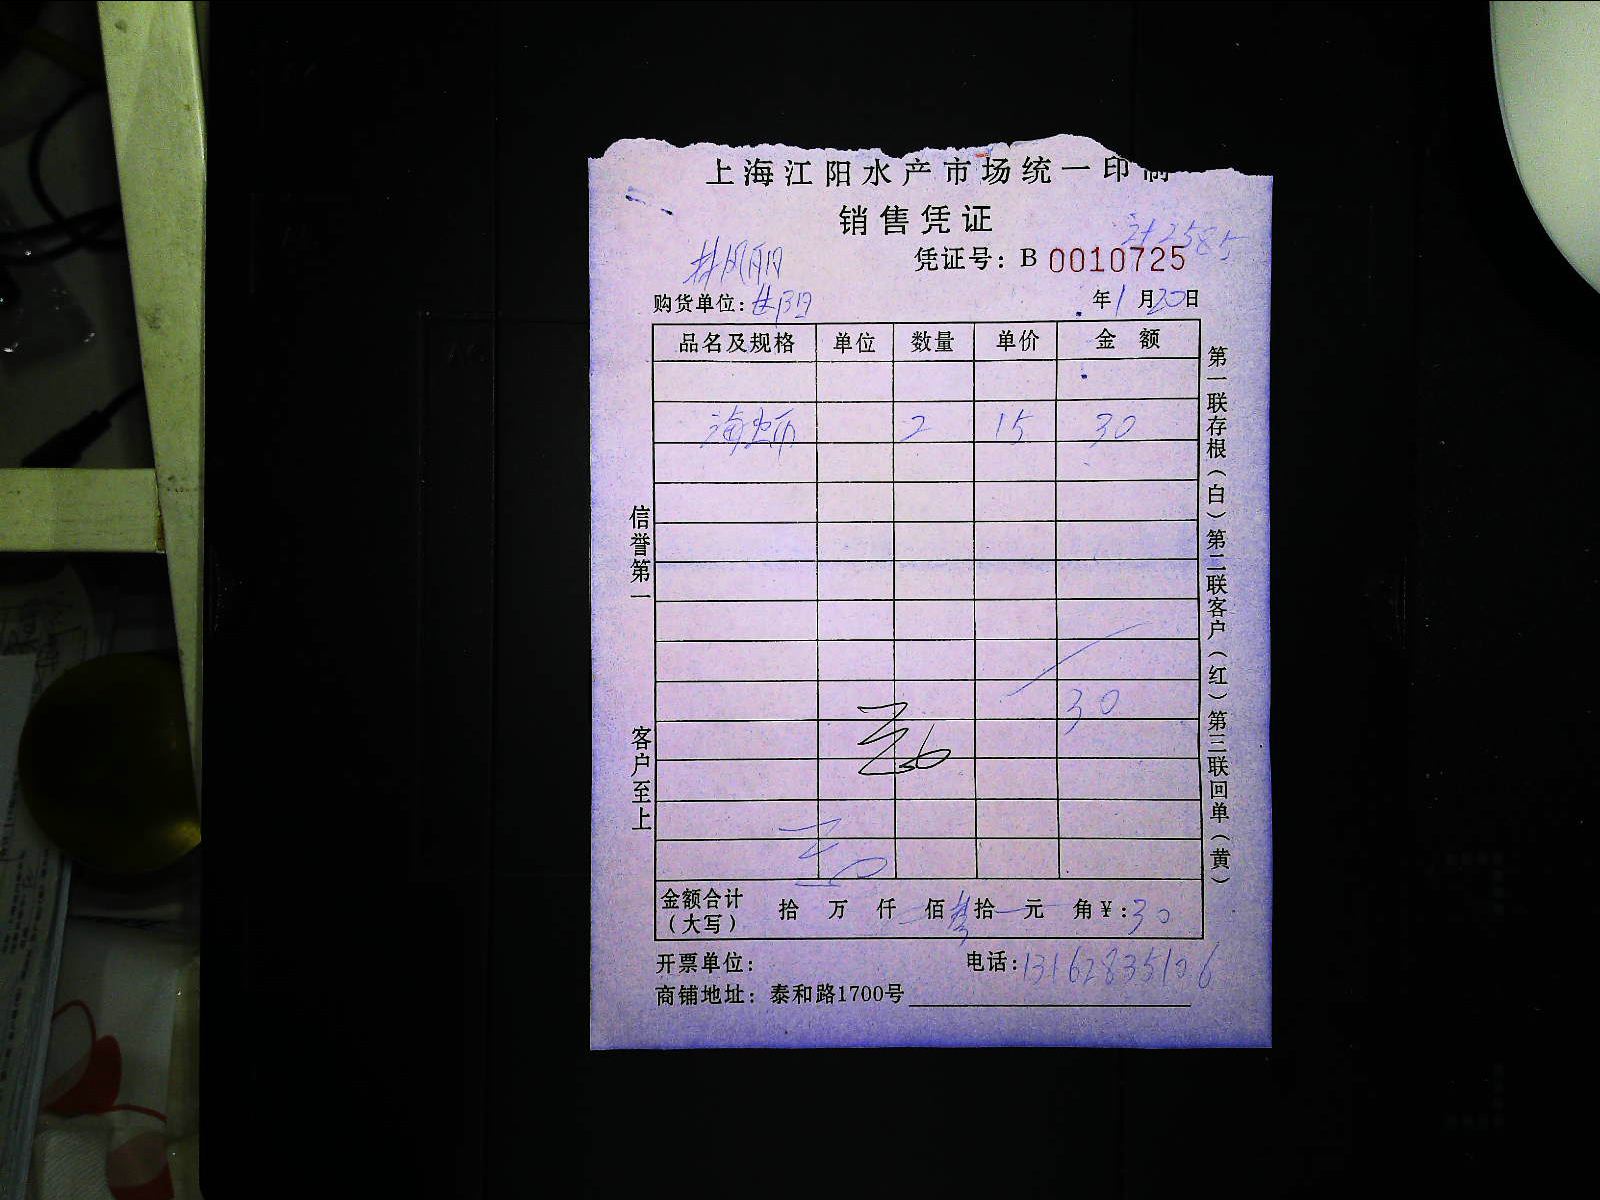 上海江阳水产市场统一印制
销售凭证
凭证号：B 0010725
购货单位：
年1月20日
品名及规格 单位 数量 单价 金额
2 15 30
30
金额合计（大写） 拾 万 仟 佰 拾 元 角 ¥:30
开票单位：
电话：13162835106
商铺地址：泰和路1700号
信誉第一
客户至上
第一联存根（白）第二联客户（红）第三联回单（黄）